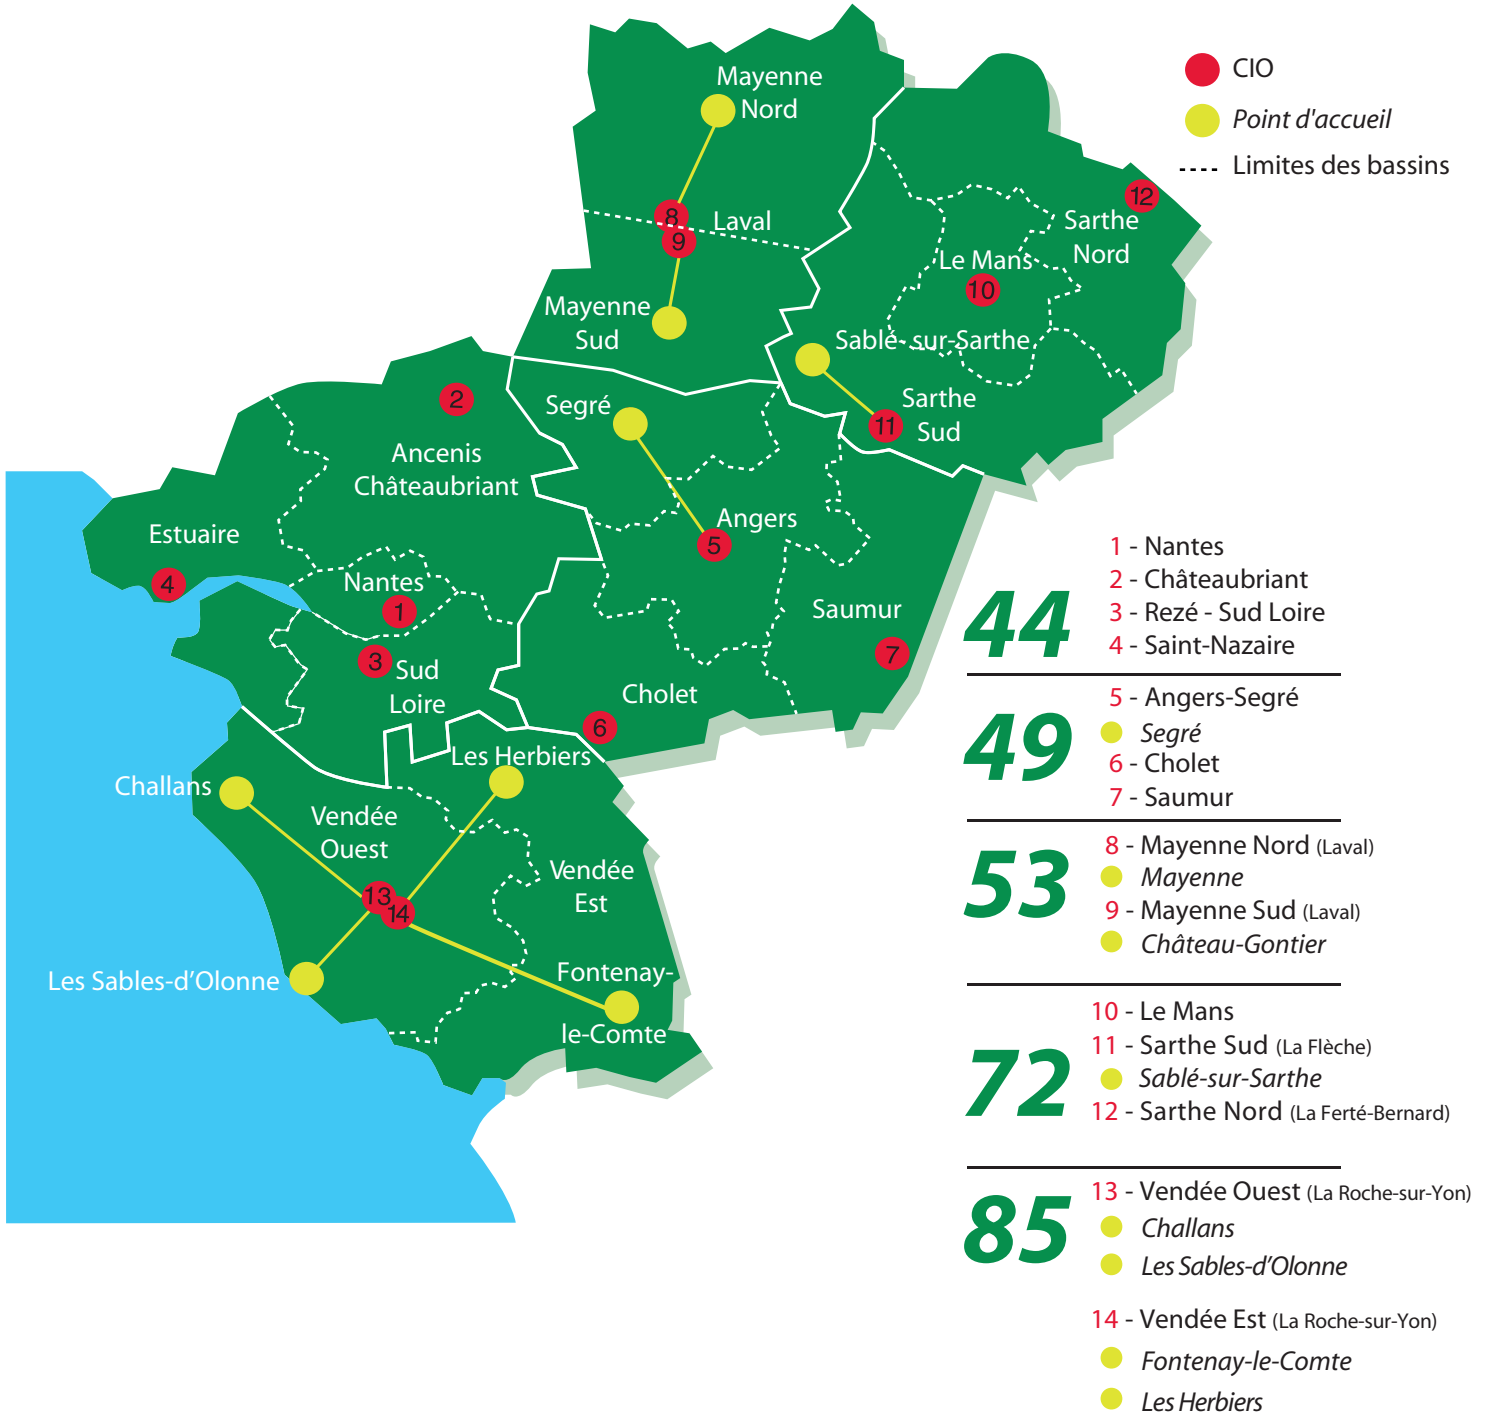 CIO
Point d'accueil
---- Limites des bassins
Mayenne
Nord
8
Laval
9
Mayenne
Sud
12
Sarthe
Nord
Le Mans
10
Sablé-sur-Sarthe
Sarthe
Sud
11
Segré
2
Ancenis
Châteaubriant
Angers
5
Estuaire
4
Nantes
1
Saumur
7
3
Sud
Loire
Cholet
6
Les Herbiers
Challans
Vendée
Ouest
Vendée
Est
13
14
Les Sables-d’Olonne
Fontenay-
le-Comte
44
1 - Nantes
2 - Châteaubriant
3 - Rezé - Sud Loire
4 - Saint-Nazaire
49
5 - Angers-Segré
Segré
6 - Cholet
7 - Saumur
53
8 - Mayenne Nord (Laval)
Mayenne
9 - Mayenne Sud (Laval)
Château-Gontier
72
10 - Le Mans
11 - Sarthe Sud (La Flèche)
Sablé-sur-Sarthe
12 - Sarthe Nord (La Ferté-Bernard)
85
13 - Vendée Ouest (La Roche-sur-Yon)
Challans
Les Sables-d’Olonne
14 - Vendée Est (La Roche-sur-Yon)
Fontenay-le-Comte
Les Herbiers